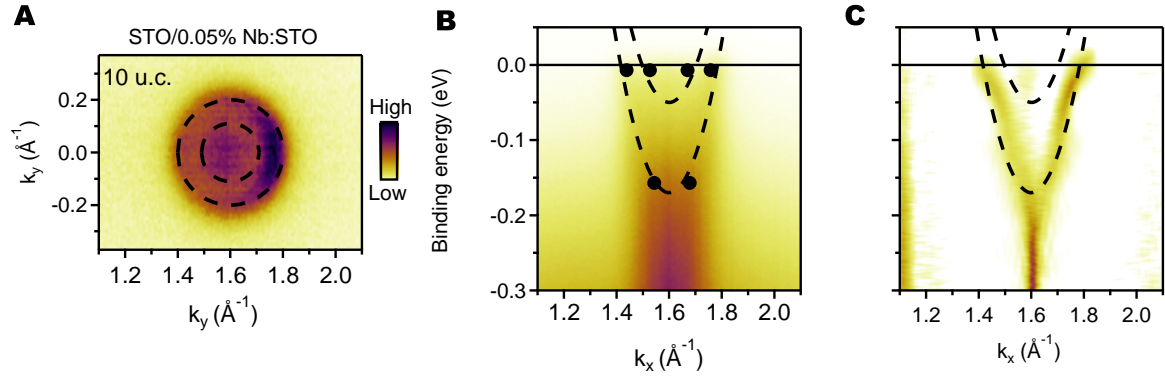 A
STO/0.05% Nb:STO
10 u.c.
High
Low
0.2
0.0
-0.2
k_y (Å^-1)
1.2 1.4 1.6 1.8 2.0
k_y (Å^-1)
B
0.0
-0.1
-0.2
-0.3
Binding energy (eV)
1.2 1.4 1.6 1.8 2.0
k_x (Å^-1)
C
1.2 1.4 1.6 1.8 2.0
k_x (Å^-1)